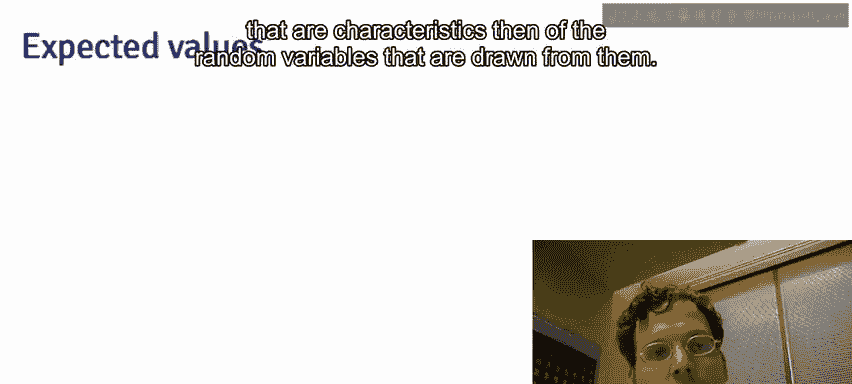 Expected values
that are characteristics then of the
random variables that are drawn from them.